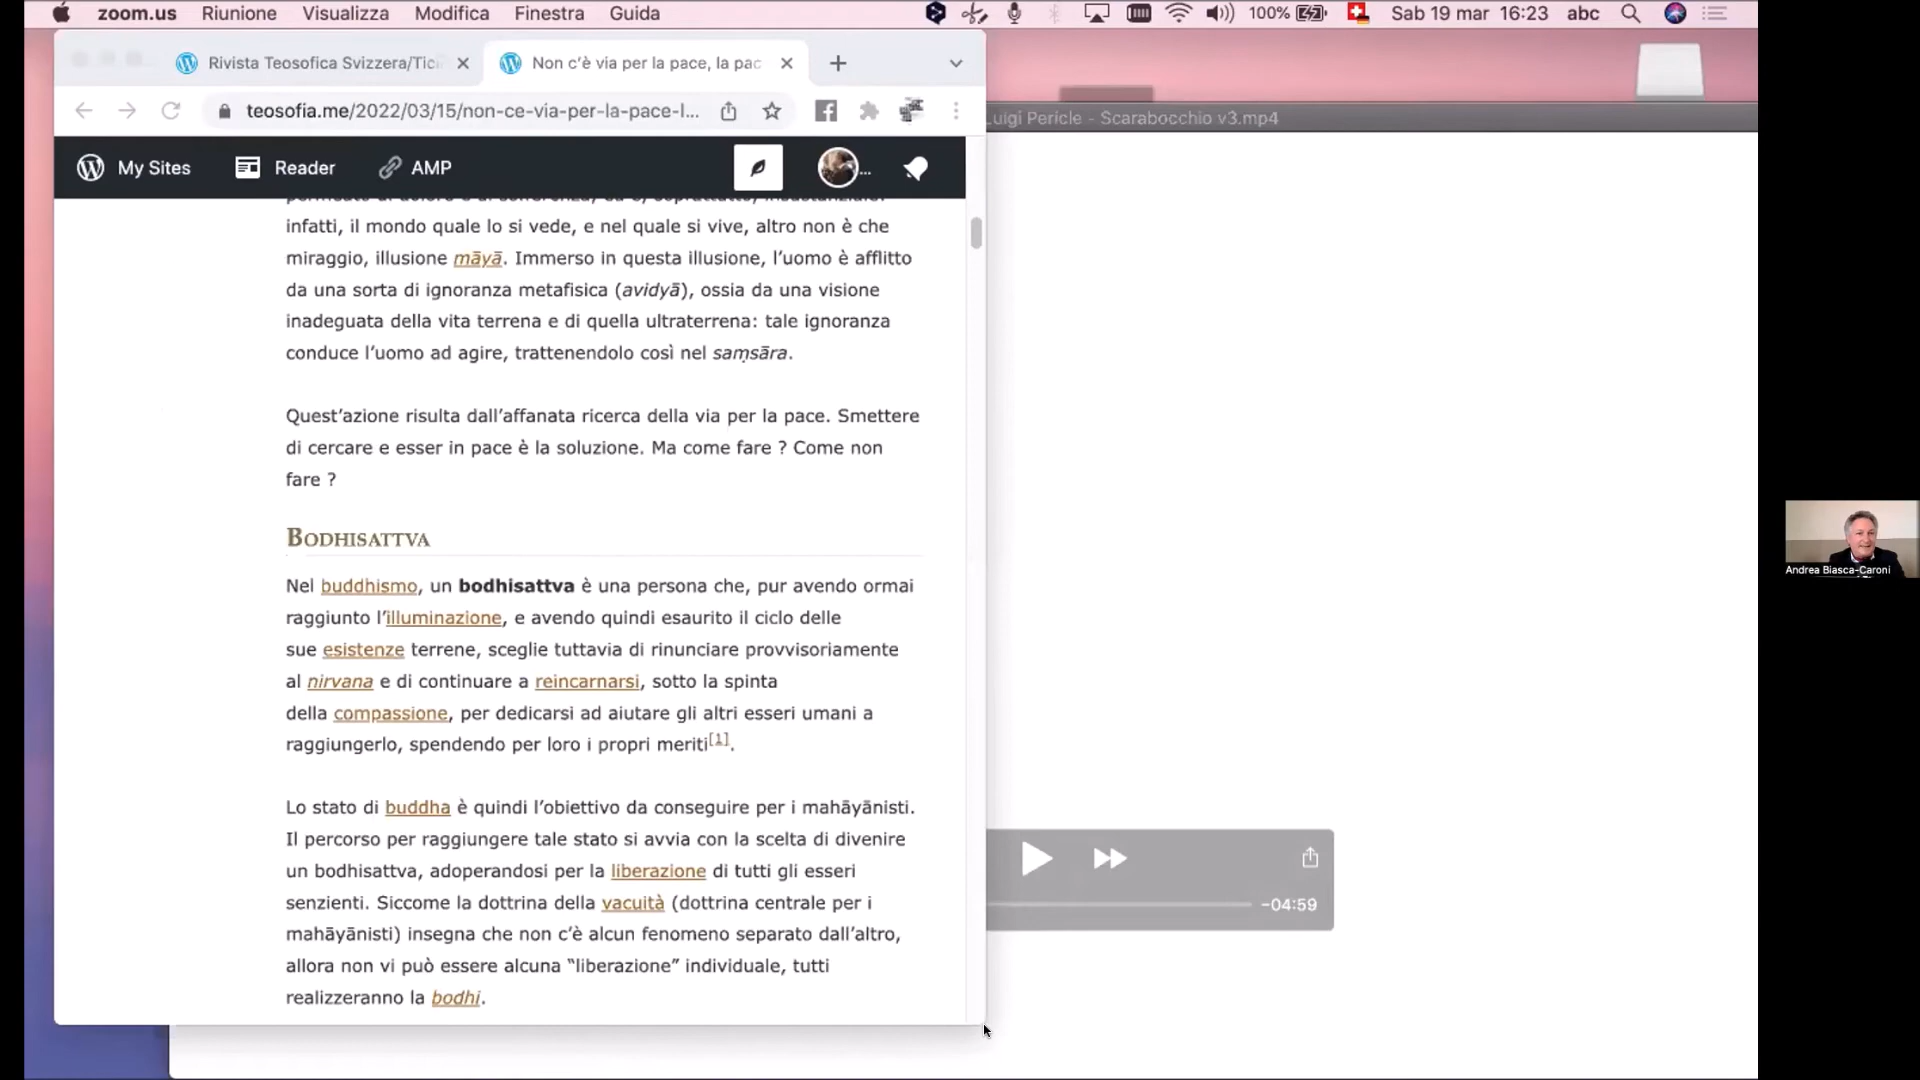 zoom.us Riunione Visualizza Modifica Finestra Guida 100% Sab 19 mar 16:23 abc
Rivista Teosofica Svizzera/Tici
Non c'è via per la pace, la pac
teosofia.me/2022/03/15/non-ce-via-per-la-pace-l...
Luigi Pericle - Scarabocchio v3.mp4
My Sites Reader AMP ...
infatti, il mondo quale lo si vede, e nel quale si vive, altro non è che
miraggio, illusione māyā. Immerso in questa illusione, l'uomo è afflitto
da una sorta di ignoranza metafisica (avidyā), ossia da una visione
inadeguata della vita terrena e di quella ultraterrena: tale ignoranza
conduce l'uomo ad agire, trattenendolo così nel saṃsāra.
Quest'azione risulta dall'affanata ricerca della via per la pace. Smettere
di cercare e esser in pace è la soluzione. Ma come fare ? Come non
fare ?
BODHISATTVA
Nel buddhismo, un bodhisattva è una persona che, pur avendo ormai
raggiunto l'illuminazione, e avendo quindi esaurito il ciclo delle
sue esistenze terrene, sceglie tuttavia di rinunciare provvisoriamente
al nirvana e di continuare a reincarnarsi, sotto la spinta
della compassione, per dedicarsi ad aiutare gli altri esseri umani a
raggiungerlo, spendendo per loro i propri meriti[1].
Lo stato di buddha è quindi l'obiettivo da conseguire per i mahāyānisti.
Il percorso per raggiungere tale stato si avvia con la scelta di divenire
un bodhisattva, adoperandosi per la liberazione di tutti gli esseri
senzienti. Siccome la dottrina della vacuità (dottrina centrale per i
mahāyānisti) insegna che non c'è alcun fenomeno separato dall'altro,
allora non vi può essere alcuna “liberazione” individuale, tutti
realizzeranno la bodhi.
-04:59
Andrea Biasca-Caroni